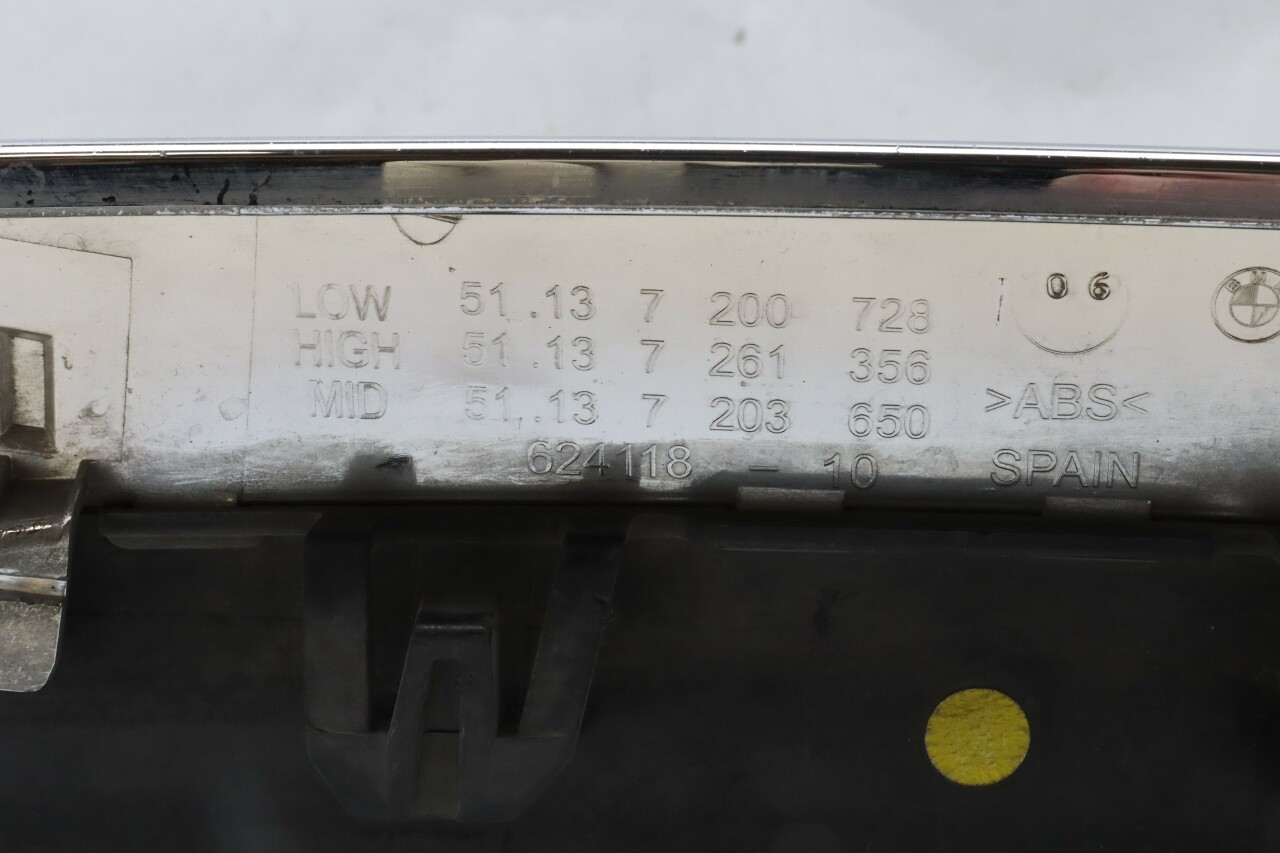 LOW 51.13 7 200 728
HIGH 51.13 7 261 356
MID 51.13 7 203 650
624118 - 10
06
BMW
>ABS<
SPAIN